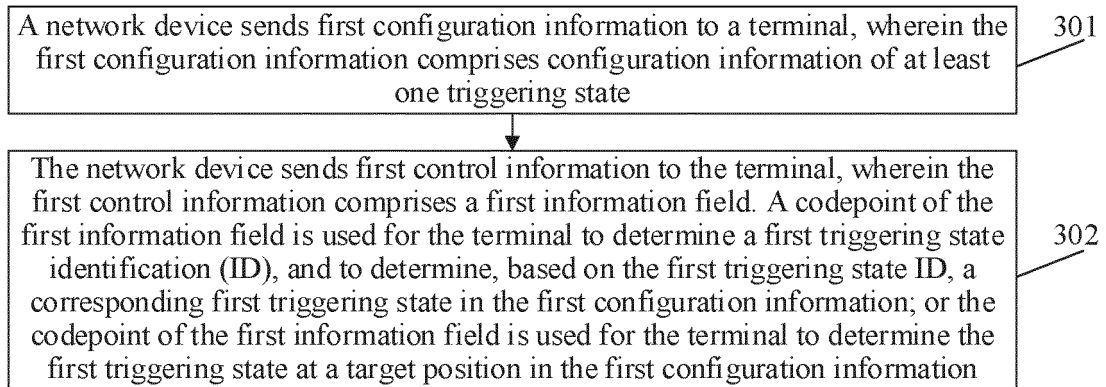 A network device sends first configuration information to a terminal, wherein the
first configuration information comprises configuration information of at least
one triggering state
301
The network device sends first control information to the terminal, wherein the
first control information comprises a first information field. A codepoint of the
first information field is used for the terminal to determine a first triggering state
identification (ID), and to determine, based on the first triggering state ID, a
corresponding first triggering state in the first configuration information; or the
codepoint of the first information field is used for the terminal to determine the
first triggering state at a target position in the first configuration information
302